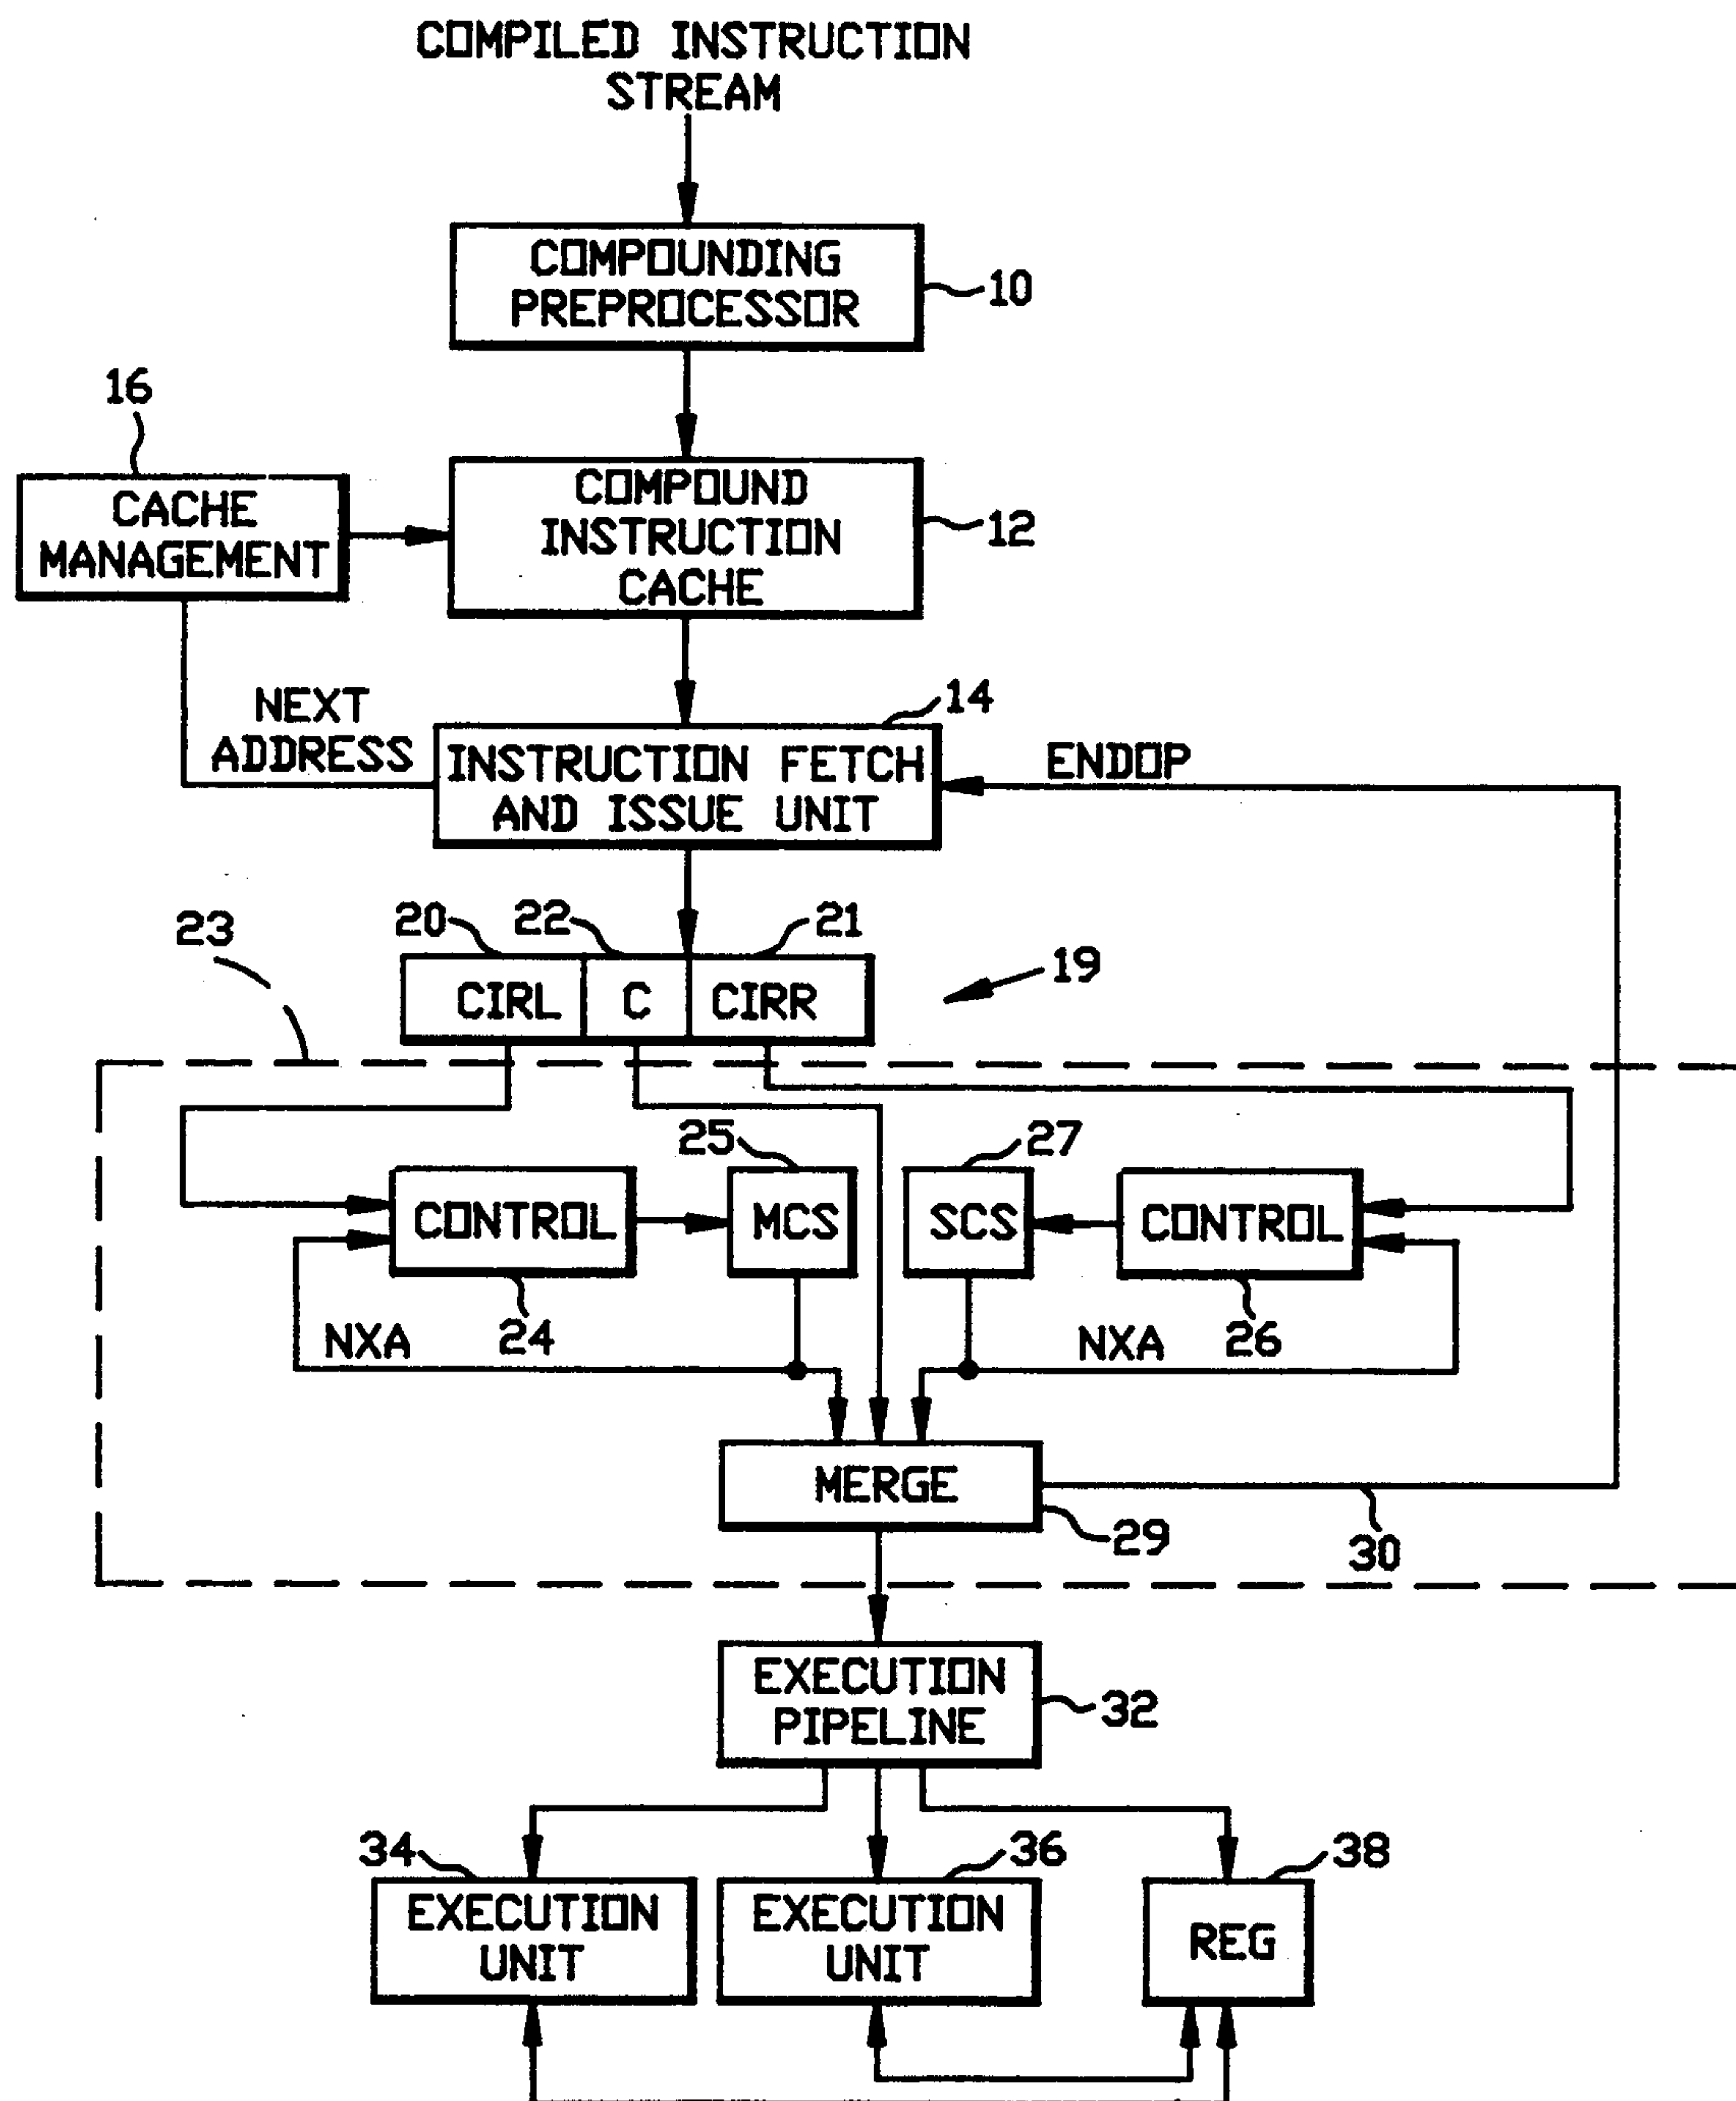 COMPILED INSTRUCTION
STREAM
COMPOUNDING
PREPROCESSOR
10
16
CACHE
MANAGEMENT
COMPOUND
INSTRUCTION
CACHE
12
NEXT
ADDRESS
14
INSTRUCTION FETCH
AND ISSUE UNIT
ENDOP
23
20
22
21
CIRL
C
CIRR
19
25
27
CONTROL
MCS
SCS
CONTROL
NXA
24
NXA
26
MERGE
29
30
EXECUTION
PIPELINE
32
34
36
38
EXECUTION
UNIT
EXECUTION
UNIT
REG